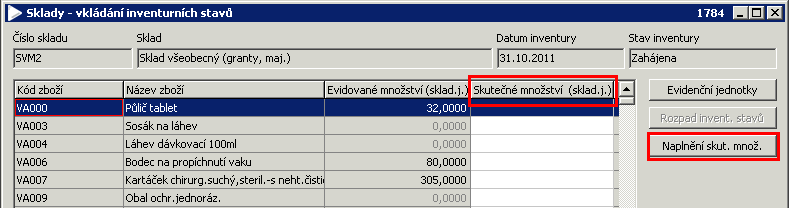 Sklady - vkládání inventurních stavů 1784
Číslo skladu Sklad Datum inventury Stav inventury
SVM2 Sklad všeobecný (granty, maj.) 31.10.2011 Zahájena
Kód zboží Název zboží Evidované množství (sklad.j.) Skutečné množství (sklad.j.) Evidenční jednotky
VA000 Půlič tablet 32,0000
VA003 Sosák na láhev 0,0000 Rozpad invent. stavů
VA004 Láhev dávkovací 100ml 0,0000
VA006 Bodec na propíchnutí vaku 80,0000 Naplnění skut. množ.
VA007 Kartáček chirurg.suchý,steril.-s neht.čistič 305,0000
VA009 Obal ochr.jednoráz. 0,0000